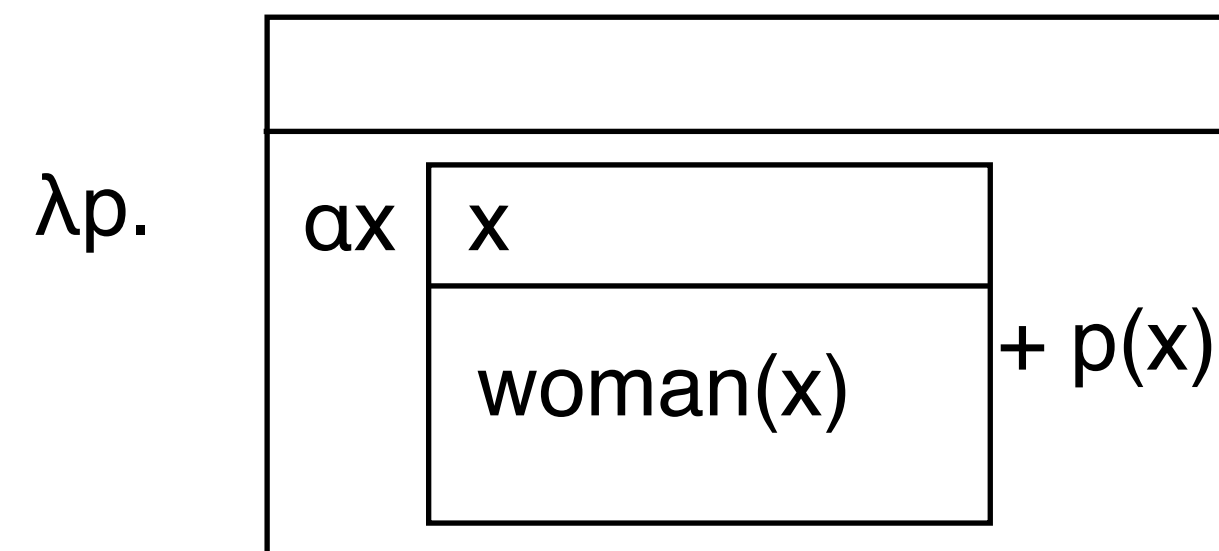 λp. αx x
woman(x) + p(x)